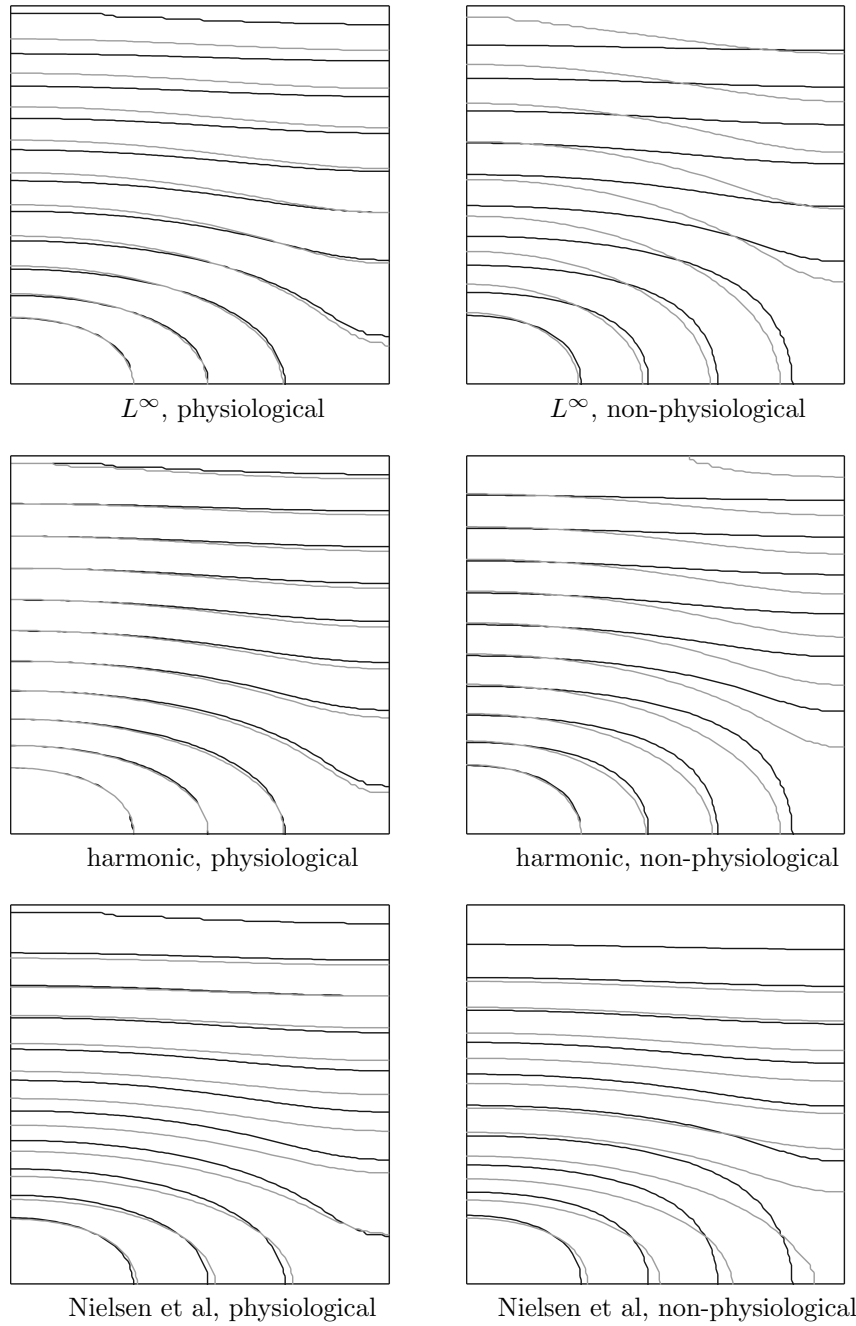 L∞, physiological
L∞, non-physiological
harmonic, physiological
harmonic, non-physiological
Nielsen et al, physiological
Nielsen et al, non-physiological